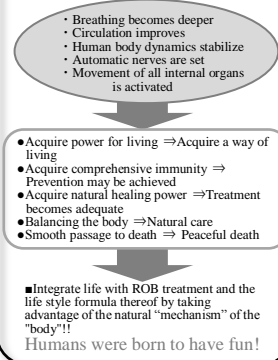 ・Breathing becomes deeper
・Circulation improves
・Human body dynamics stabilize
・Automatic nerves are set
・Movement of all internal organs
is activated
●Acquire power for living ⇒Acquire a way of
living
●Acquire comprehensive immunity ⇒
Prevention may be achieved
●Acquire natural healing power ⇒Treatment
becomes adequate
●Balancing the body ⇒Natural care
●Smooth passage to death ⇒ Peaceful death
■Integrate life with ROB treatment and the
life style formula thereof by taking
advantage of the natural “mechanism” of the
"body"!!
Humans were born to have fun!